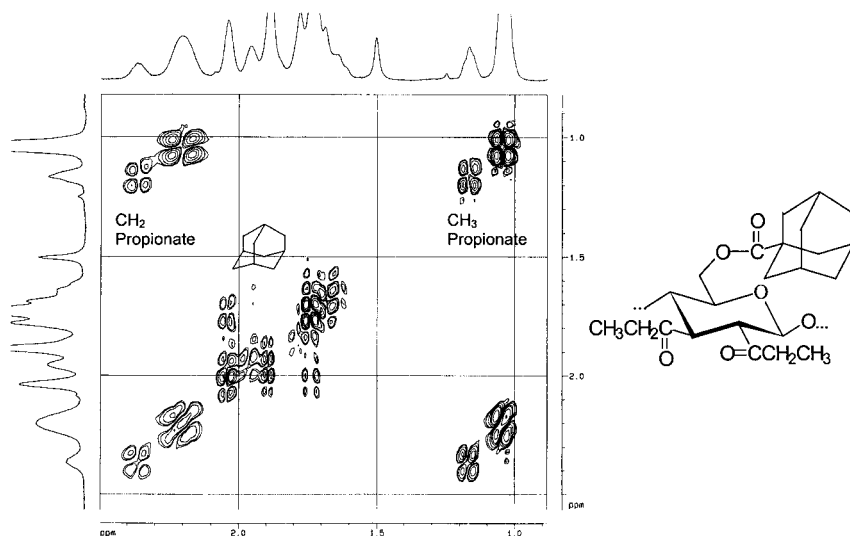 1.0
CH2 Propionate
CH3 Propionate
1.5
2.0
ppm
ppm 2.0 1.5 1.0
O
O C
O
.. O...
CH3CH2C
O
O=CCH2CH3